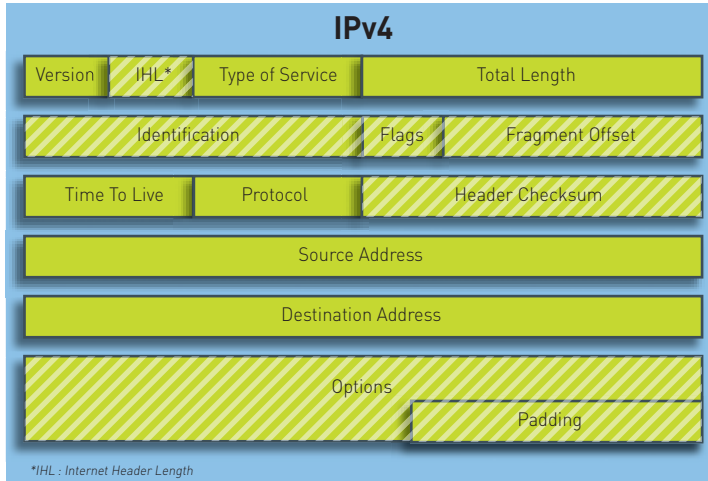 IPv4
Version IHL* Type of Service Total Length
Identification Flags Fragment Offset
Time To Live Protocol Header Checksum
Source Address
Destination Address
Options
Padding
*IHL : Internet Header Length